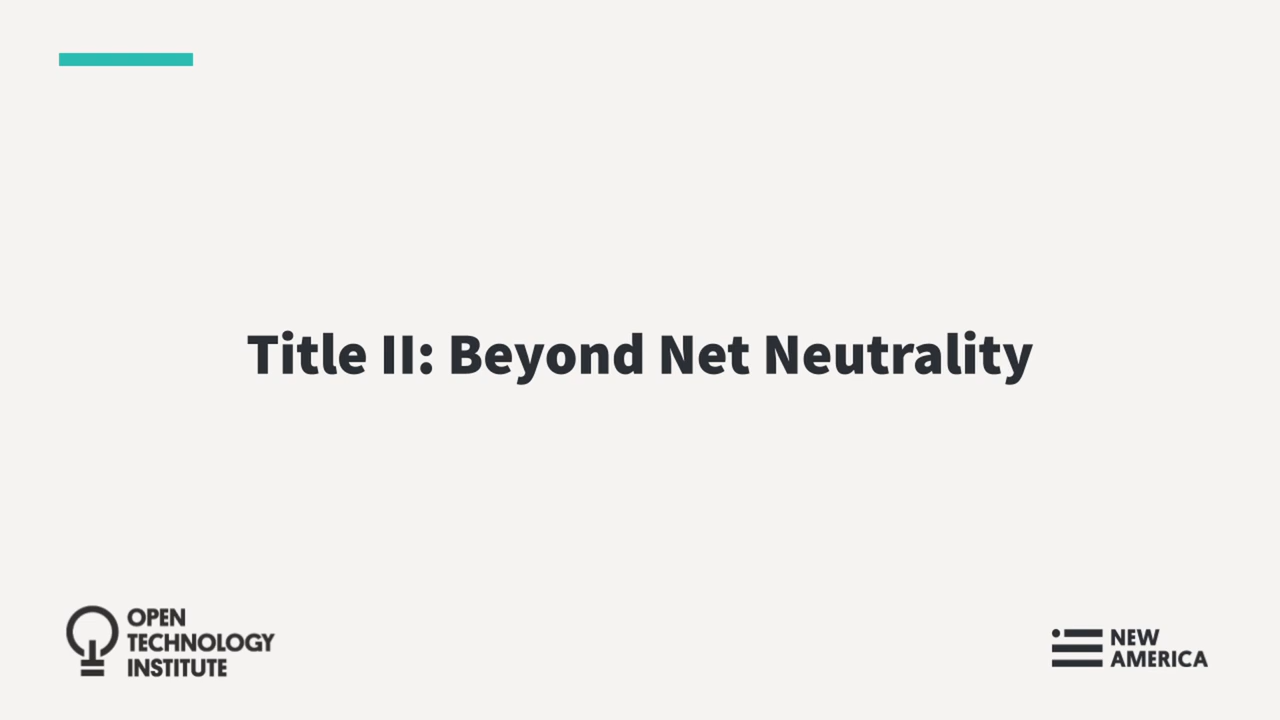 Title II: Beyond Net Neutrality
OPEN
TECHNOLOGY
INSTITUTE
NEW
AMERICA